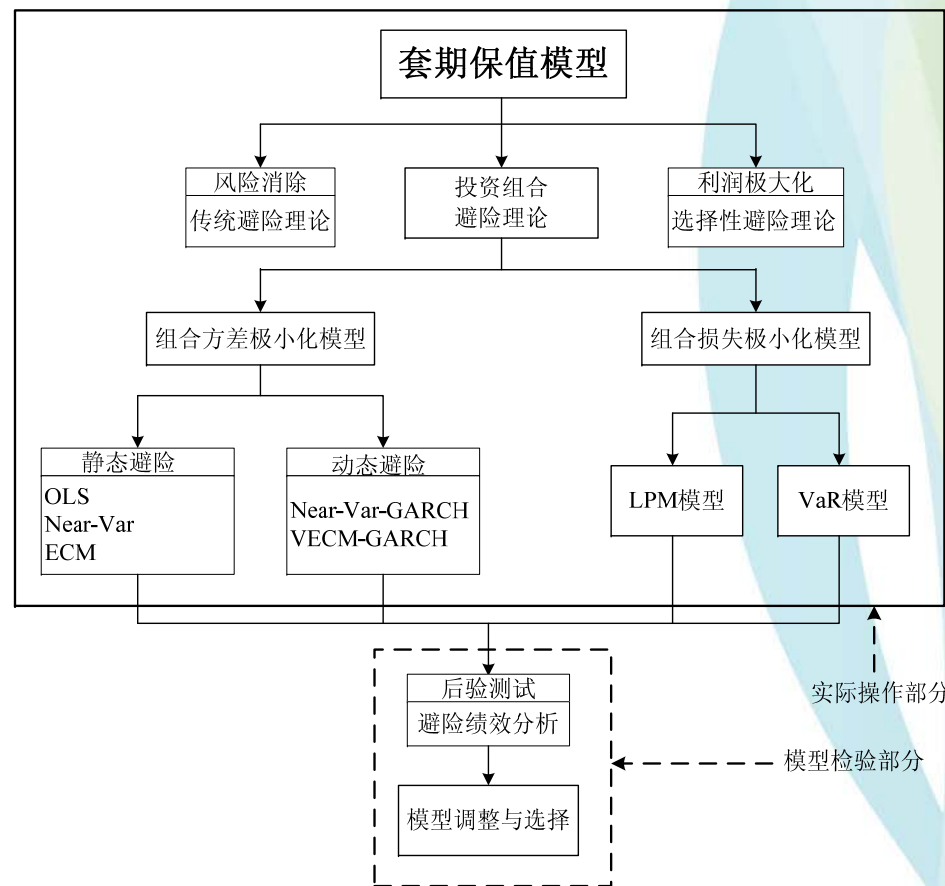 套期保值模型
风险消除
传统避险理论
投资组合
避险理论
利润极大化
选择性避险理论
组合方差极小化模型
组合损失极小化模型
静态避险
OLS
Near-Var
ECM
动态避险
Near-Var-GARCH
VECM-GARCH
LPM模型
VaR模型
实际操作部分
后验测试
避险绩效分析
模型检验部分
模型调整与选择